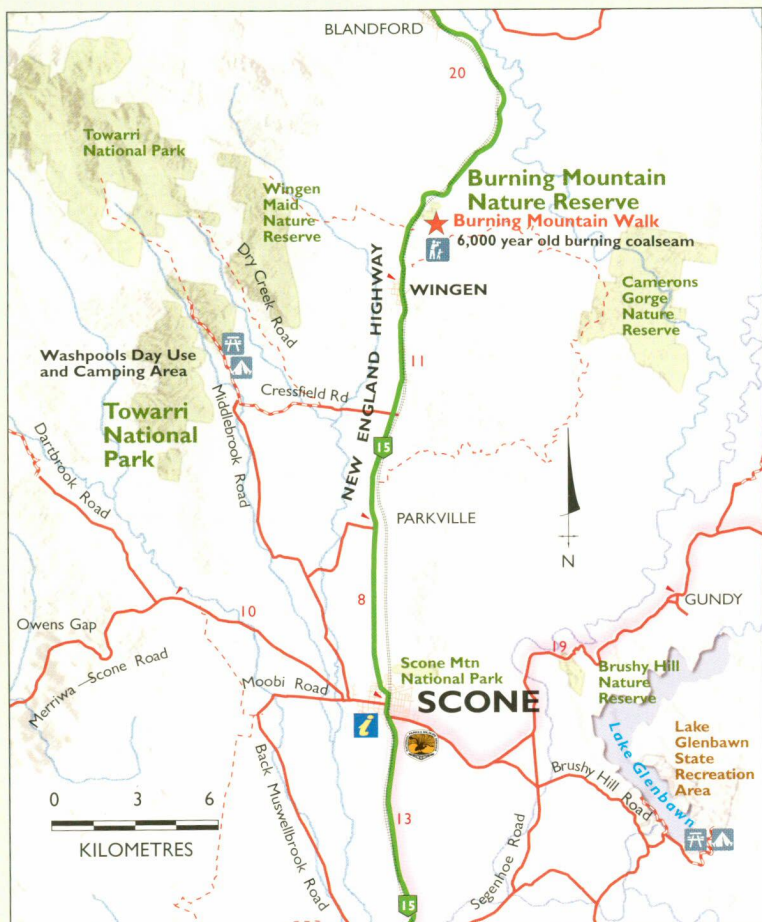 BLANDFORD
20
Towarri
National Park
Burning Mountain
Nature Reserve
Wingen
Maid
Nature
Reserve
Burning Mountain Walk
6,000 year old burning coalseam
Dry Creek Road
NEW ENGLAND HIGHWAY
WINGEN
Camerons
Gorge
Nature
Reserve
Washpools Day Use
and Camping Area
11
Cressfield Rd
Towarri
National
Park
Middlebrook Road
Dartbrook Road
15
PARKVILLE
N
8
10
GUNDY
Owens Gap
19
Merriwa–Scone Road
Scone Mtn
National Park
Brushy Hill
Nature
Reserve
Moobi Road
SCONE
i
Lake
Glenbawn
State
Recreation
Area
Lake Glenbawn
Back Muswellbrook Road
Brushy Hill Road
0 3 6
KILOMETRES
13
Segenhoe Road
15